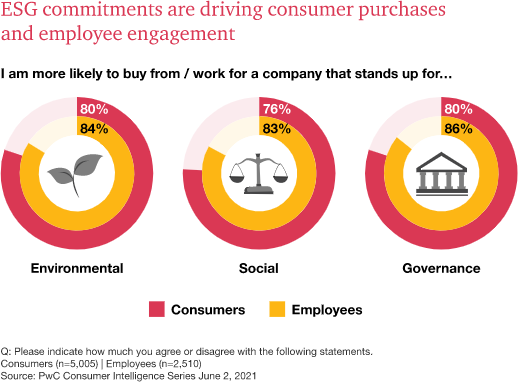 ESG commitments are driving consumer purchases
and employee engagement
I am more likely to buy from / work for a company that stands up for...
80%
84%
76%
83%
80%
86%
Environmental
Social
Governance
Consumers
Employees
Q: Please indicate how much you agree or disagree with the following statements.
Consumers (n=5,005) | Employees (n=2,510)
Source: PwC Consumer Intelligence Series June 2, 2021